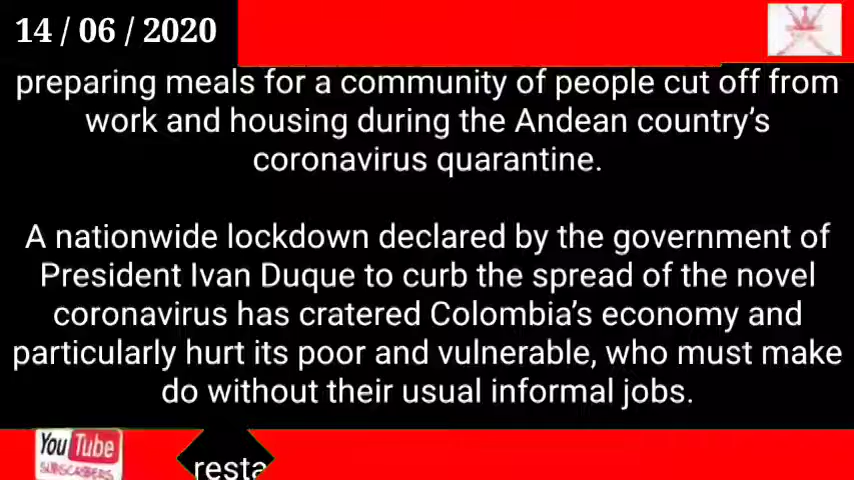 14 / 06 / 2020
preparing meals for a community of people cut off from
work and housing during the Andean country's
coronavirus quarantine.
A nationwide lockdown declared by the government of
President Ivan Duque to curb the spread of the novel
coronavirus has cratered Colombia's economy and
particularly hurt its poor and vulnerable, who must make
do without their usual informal jobs.
YouTube
SUBSCRIBERS
resta